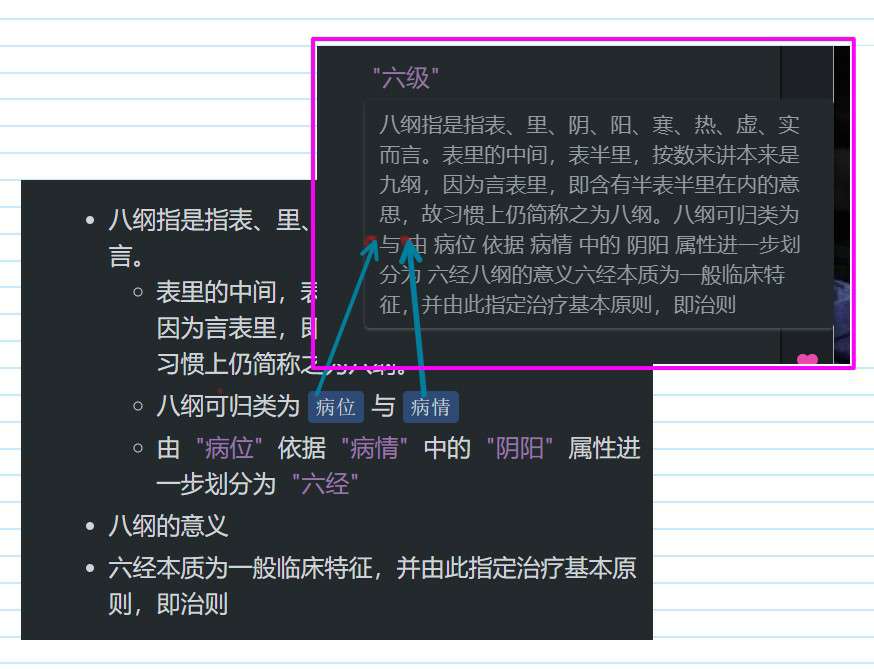 "六级"
八纲指是指表、里、阴、阳、寒、热、虚、实
而言。表里的中间，表半里，按数来讲本来是
九纲，因为言表里，即含有半表半里在内的意
思，故习惯上仍简称之为八纲。八纲可归类为
与 由 病位 依据 病情 中的 阴阳 属性进一步划
分为 六经八纲的意义六经本质为一般临床特
征，并由此指定治疗基本原则，即治则
八纲指是指表、里、
言。
表里的中间，表
因为言表里，即
习惯上仍简称之为八纲。
八纲可归类为 病位 与 病情
由 "病位" 依据 "病情" 中的 "阴阳" 属性进
一步划分为 "六经"
八纲的意义
六经本质为一般临床特征，并由此指定治疗基本原
则，即治则